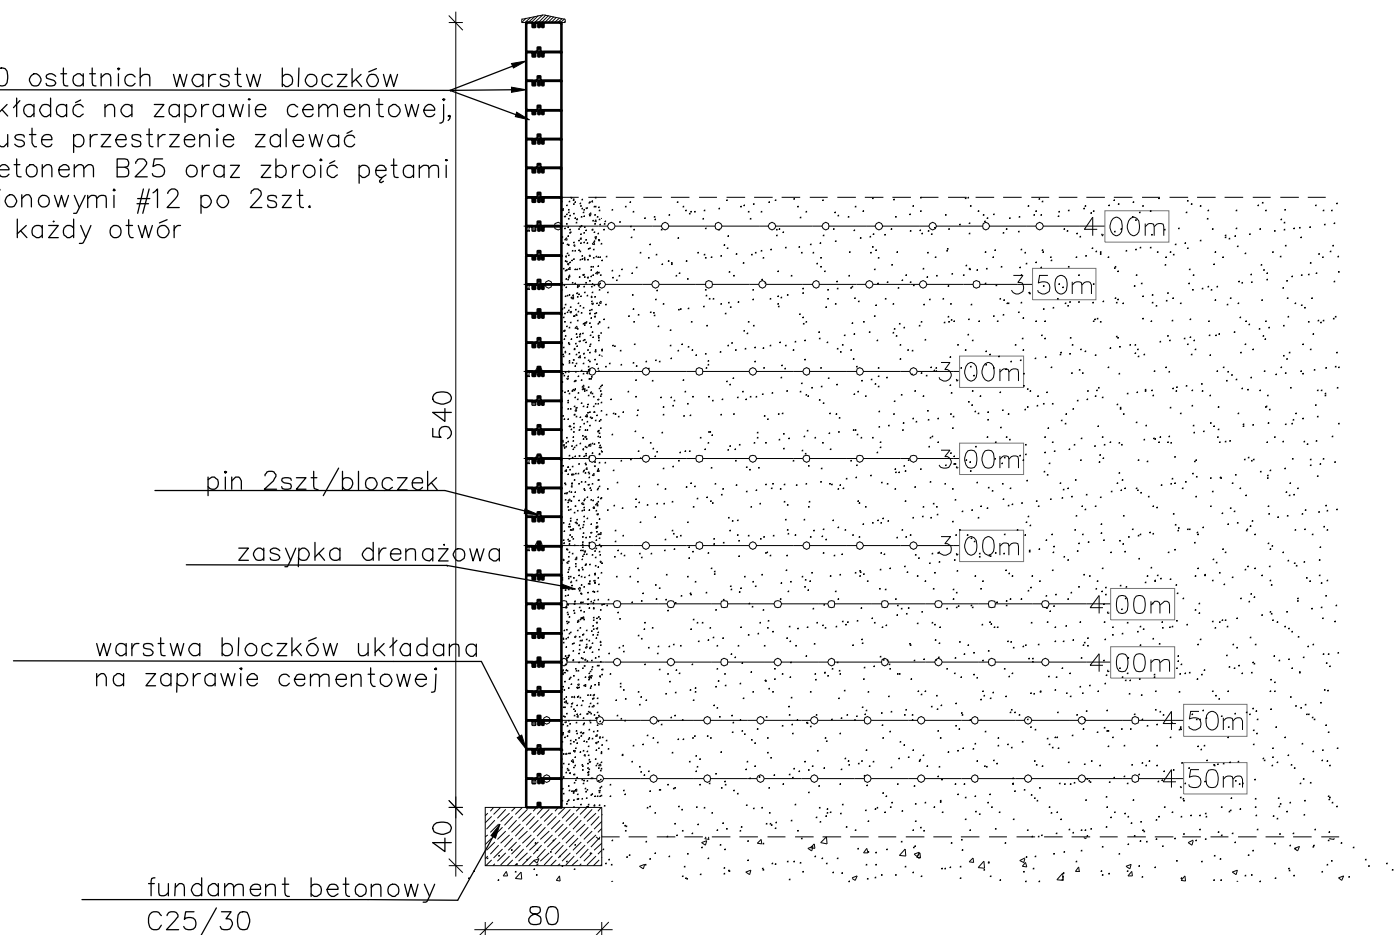 0 ostatnich warstw bloczków
kładać na zaprawie cementowej,
uste przestrzenie zalewać
etonem B25 oraz zbroić pętami
ionowymi #12 po 2szt.
każdy otwór
4.00m
3.50m
3.00m
540
3.00m
pin 2szt/bloczek
zasypka drenażowa
3.00m
4.00m
warstwa bloczków układana
na zaprawie cementowej
4.00m
4.50m
4.50m
40
fundament betonowy
C25/30
80